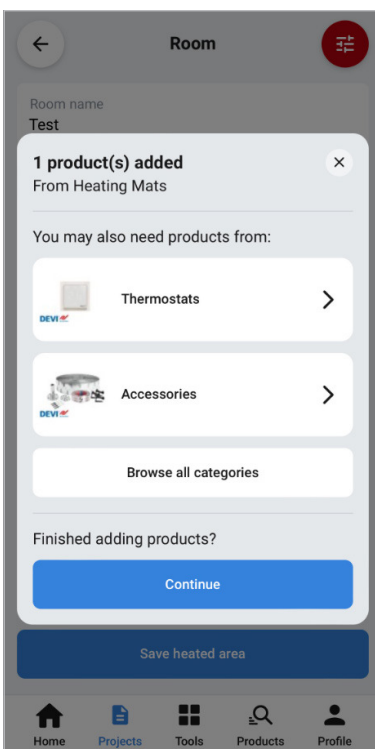 Room
Room name
Test
1 product(s) added
From Heating Mats
You may also need products from:
Thermostats
DEVI
Accessories
DEVI
Browse all categories
Finished adding products?
Continue
Save heated area
Home Projects Tools Products Profile